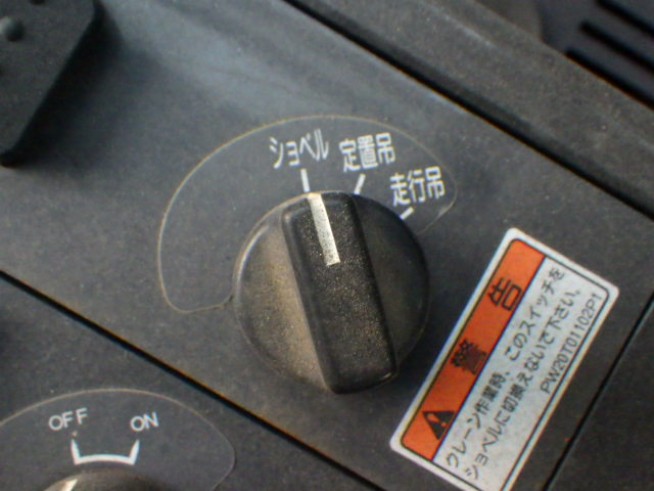 ショベル
定置吊
走行吊
警告
クレーン作業時、このスイッチを
ショベルに切換えないで下さい。
PW20T01102P1
OFF ON